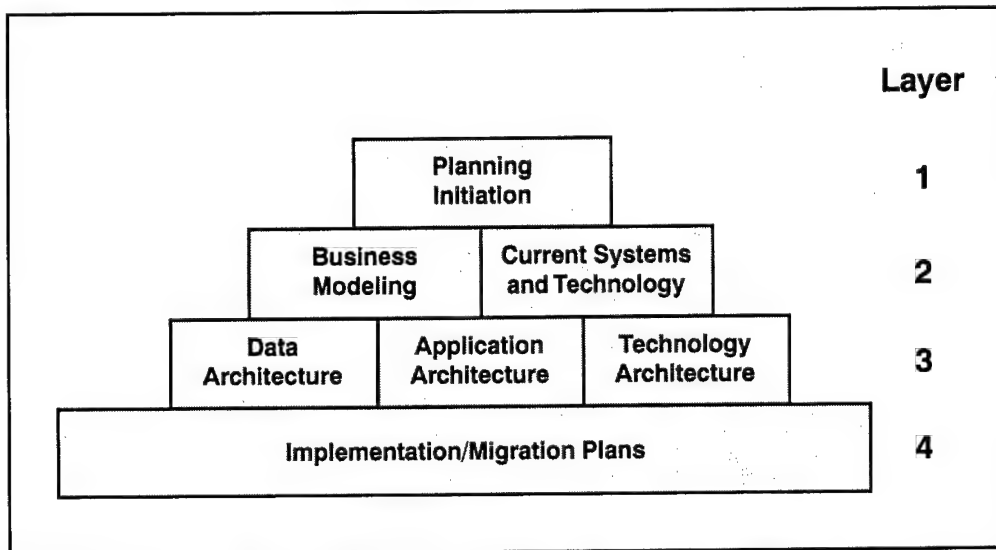 Layer
Planning
Initiation
1
Business
Modeling
Current Systems
and Technology
2
Data
Architecture
Application
Architecture
Technology
Architecture
3
Implementation/Migration Plans
4